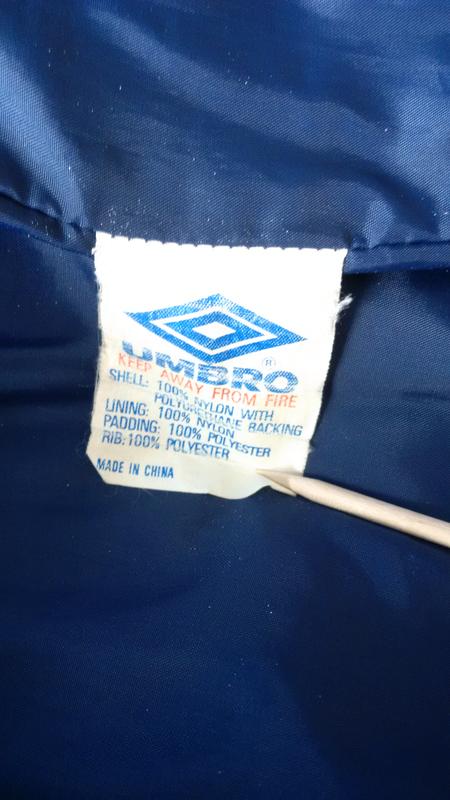 UMBRO®
KEEP AWAY FROM FIRE
SHELL: 100% NYLON WITH
POLYURETHANE BACKING
LINING: 100% NYLON
PADDING: 100% POLYESTER
RIB:100% POLYESTER
MADE IN CHINA